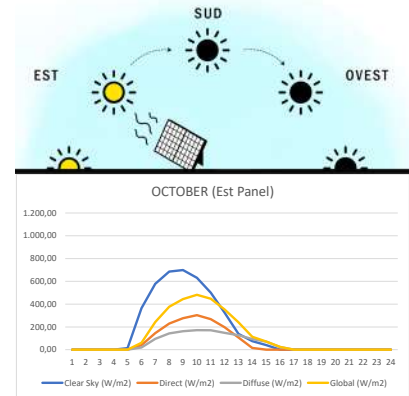 SUD
EST
OVEST
OCTOBER (Est Panel)
1.200,00
1.000,00
800,00
600,00
400,00
200,00
0,00
1 2 3 4 5 6 7 8 9 10 11 12 13 14 15 16 17 18 19 20 21 22 23 24
Clear Sky (W/m2) Direct (W/m2) Diffuse (W/m2) Global (W/m2)